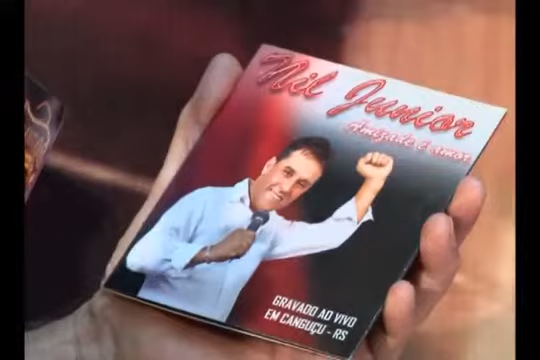 Nil Junior
Amizade é amor
GRAVADO AO VIVO
EM CANGUÇU - RS